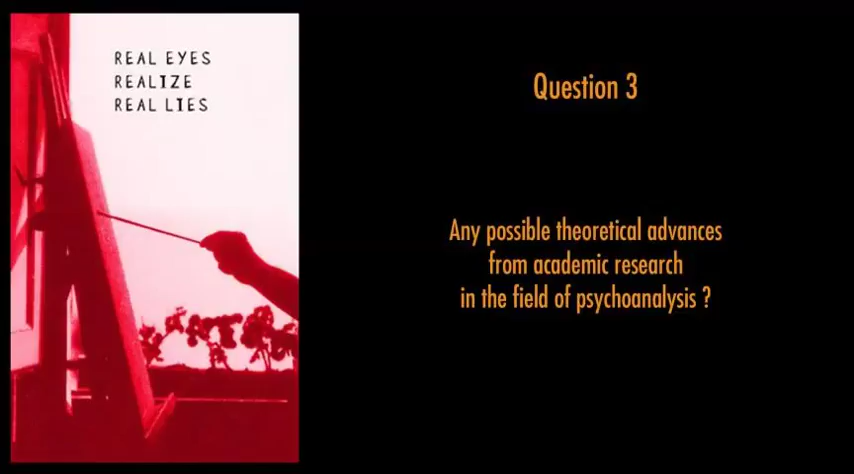 REAL EYES
REALIZE
REAL LIES
Question 3
Any possible theoretical advances
from academic research
in the field of psychoanalysis ?